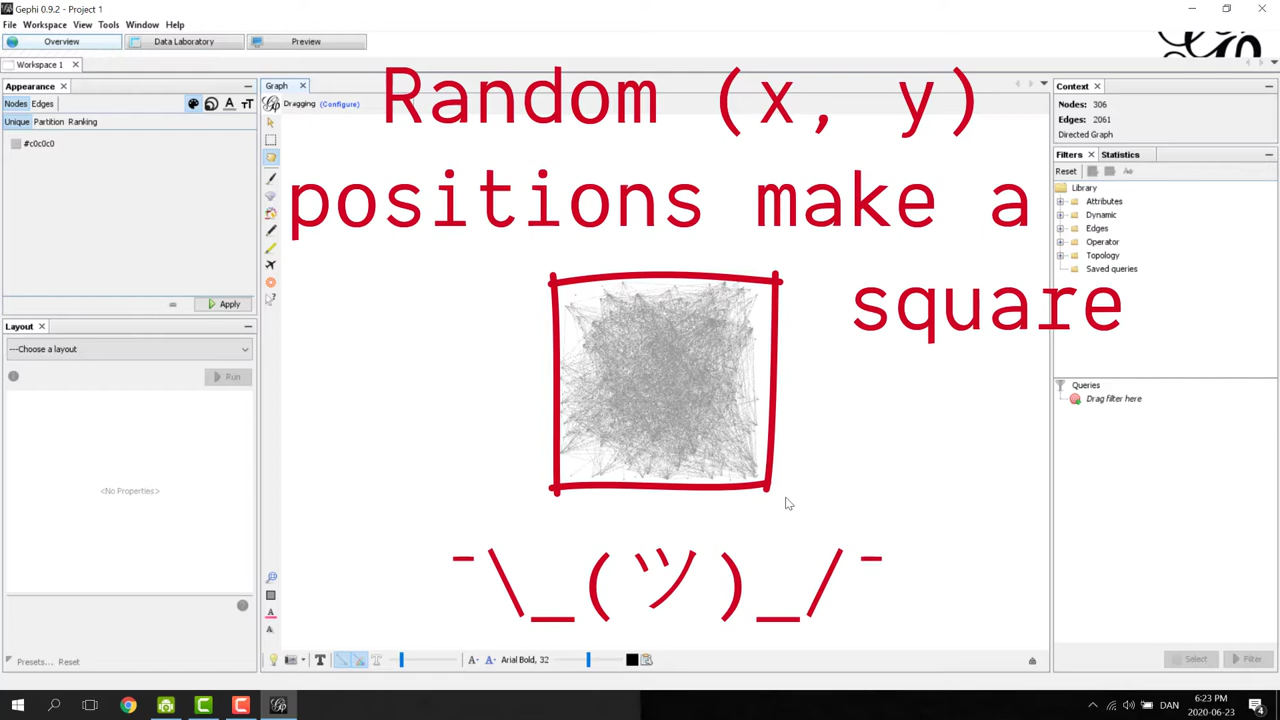 Gephi 0.9.2 - Project 1
File Workspace View Tools Window Help
Overview Data Laboratory Preview
Workspace 1
Appearance
Nodes Edges
Unique Partition Ranking
#c0c0c0
Apply
Layout
---Choose a layout
Run
<No Properties>
Presets... Reset
Graph
Dragging (Configure)
Random (x, y)
positions make a
square
¯\_(ツ)_/¯
Arial Bold, 32
Context
Nodes: 306
Edges: 2061
Directed Graph
Filters Statistics
Reset
Library
Attributes
Dynamic
Edges
Operator
Topology
Saved queries
Queries
Drag filter here
Select Filter
DAN
6:23 PM
2020-06-23
4